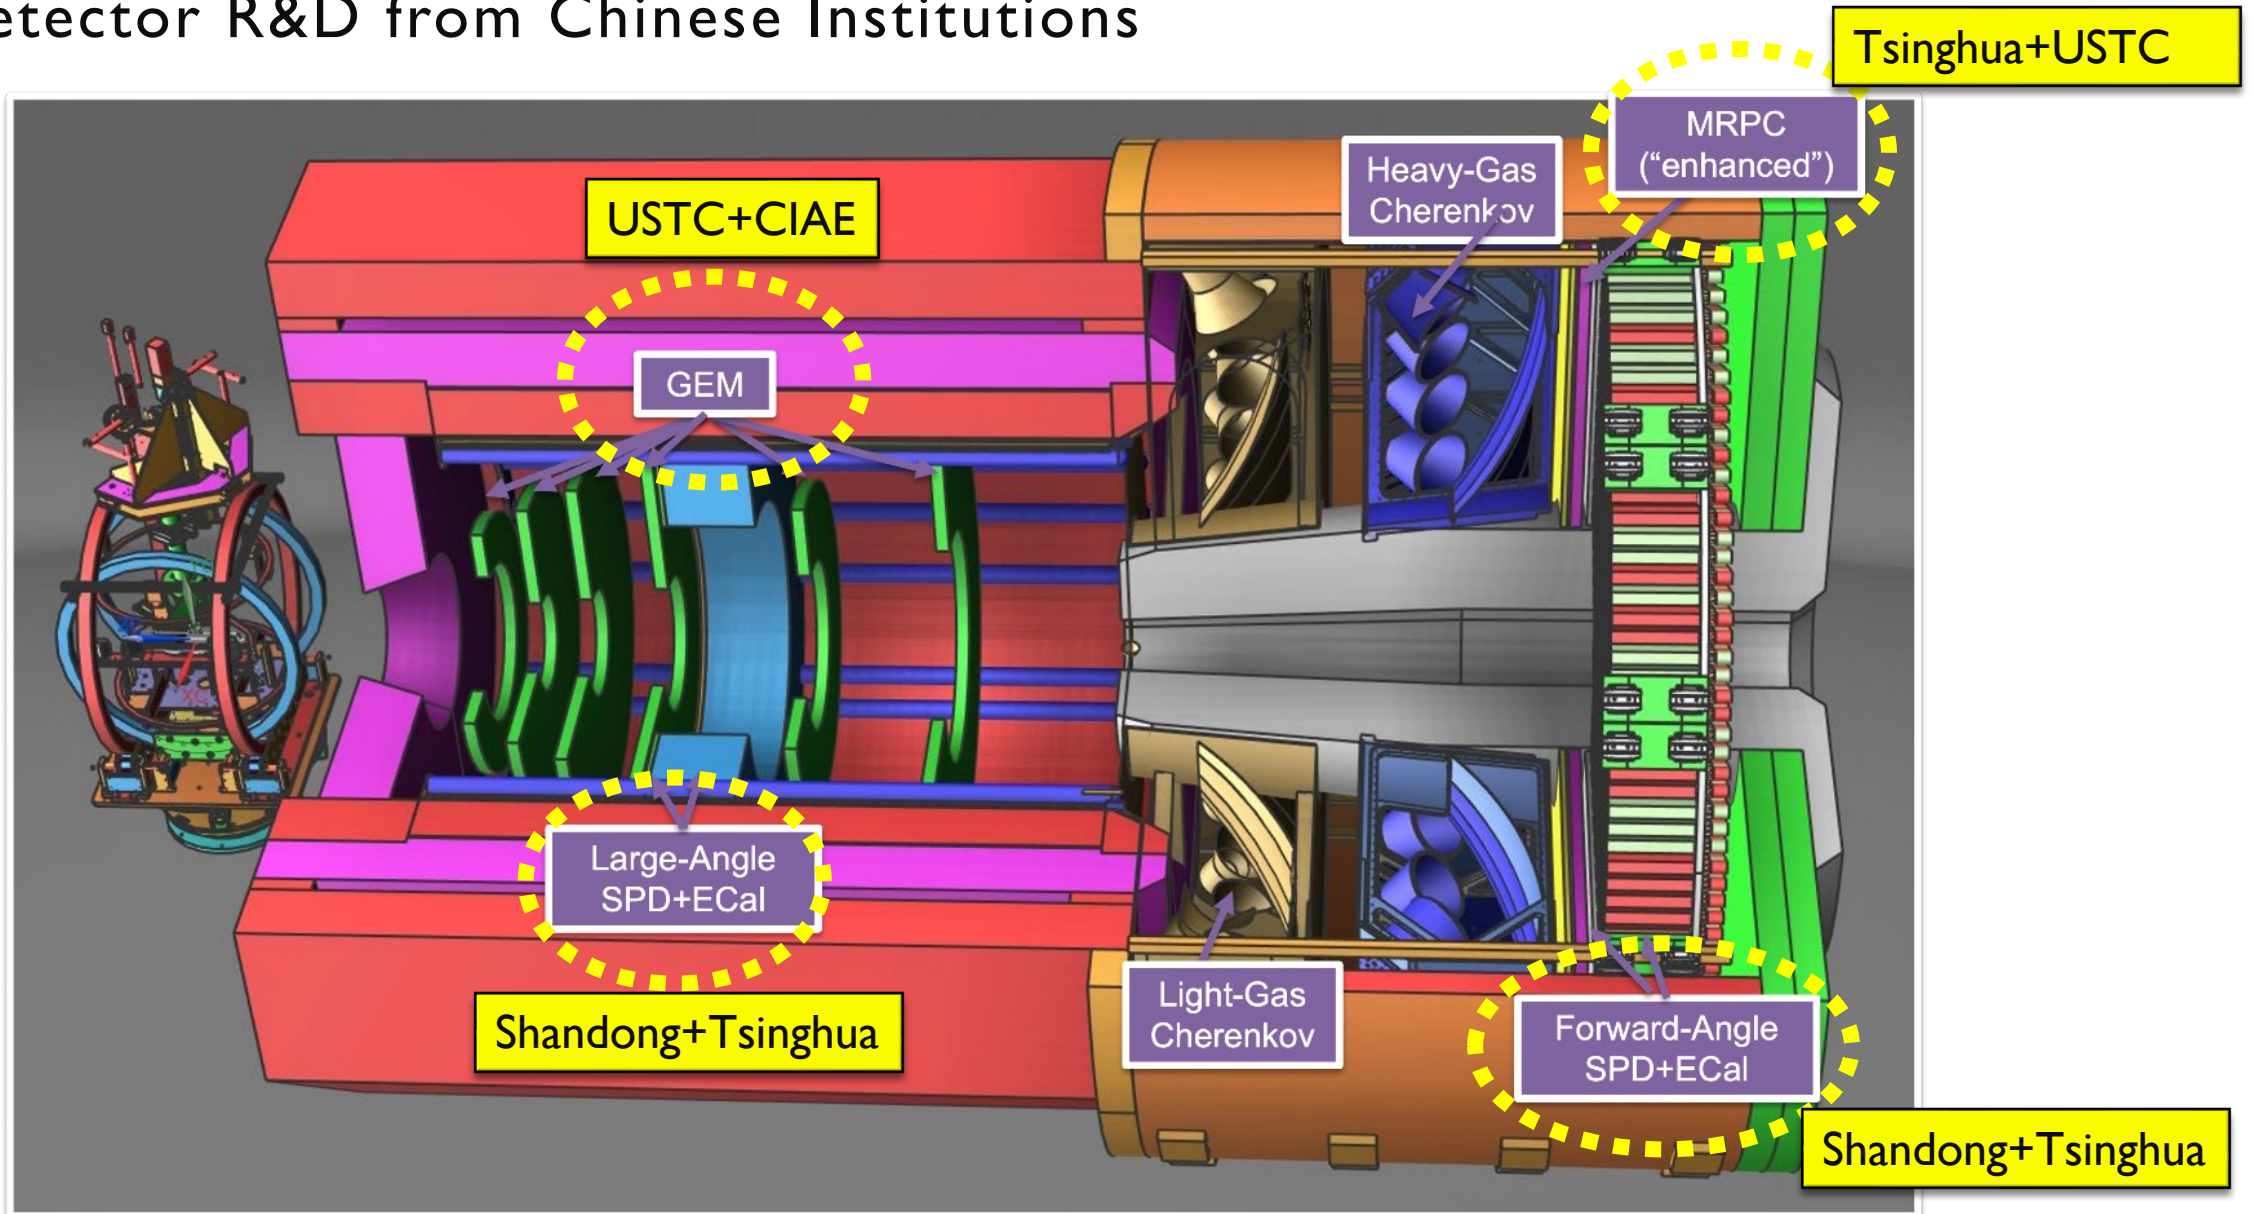 etector R&D from Chinese Institutions
Tsinghua+USTC
MRPC
(“enhanced”)
Heavy-Gas
Cherenkov
USTC+CIAE
GEM
Large-Angle
SPD+ECal
Shandong+Tsinghua
Light-Gas
Cherenkov
Forward-Angle
SPD+ECal
Shandong+Tsinghua